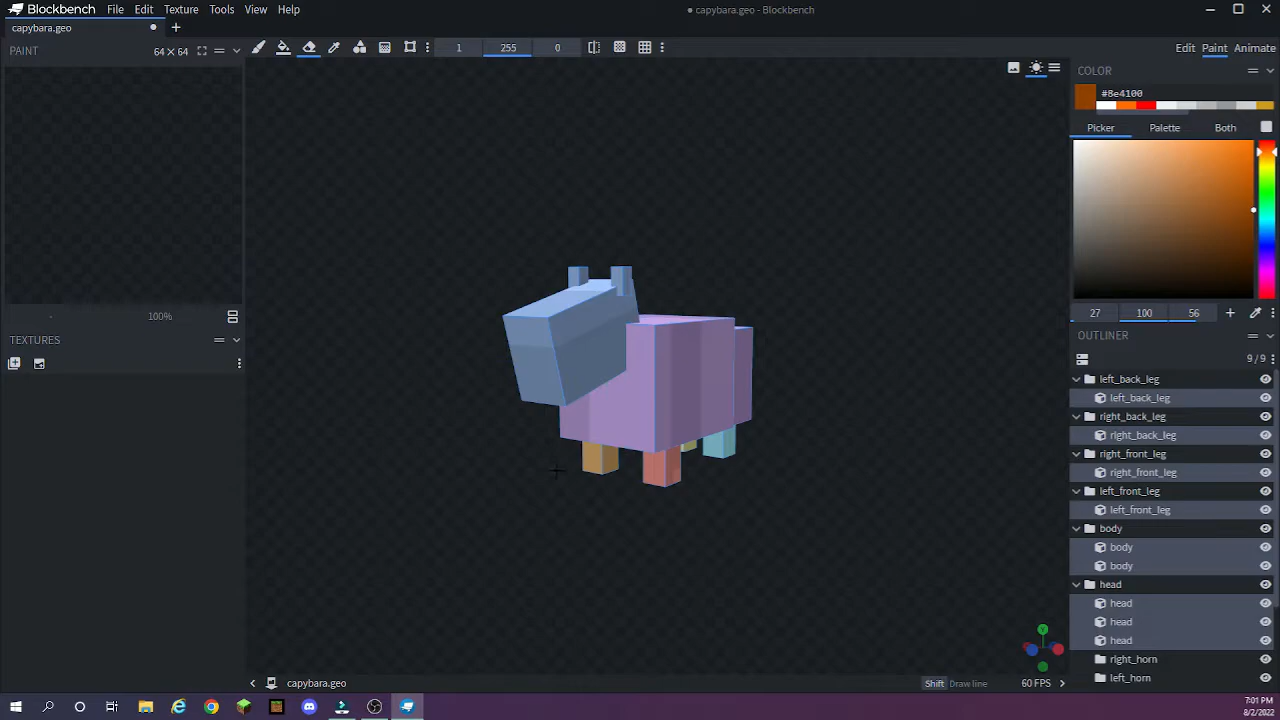 Blockbench File Edit Texture Tools View Help
capybara.geo - Blockbench
capybara.geo
PAINT 64 × 64
1 255 0
Edit Paint Animate
COLOR
#8e4100
Picker Palette Both
100%
27 100 56
TEXTURES
OUTLINER
9/9
left_back_leg
left_back_leg
right_back_leg
right_back_leg
right_front_leg
right_front_leg
left_front_leg
left_front_leg
body
body
body
head
head
head
head
right_horn
left_horn
capybara.geo
Shift Draw line 60 FPS
7:01 PM
8/2/2022